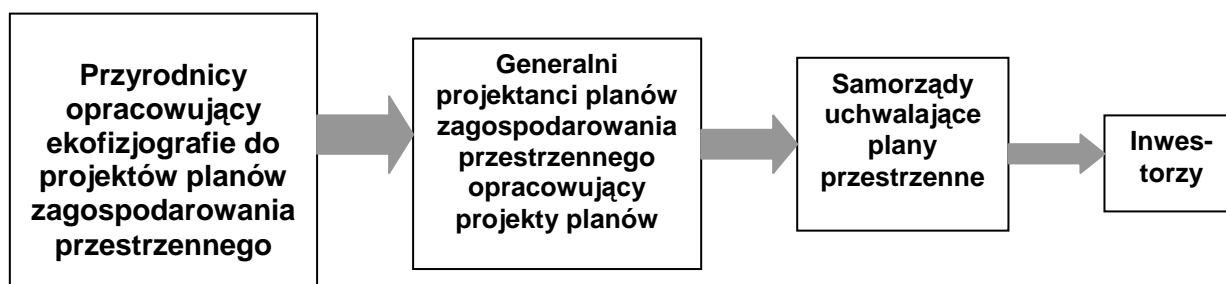 Przyrodnicy
opracowujący
ekofizjografie do
projektów planów
zagospodarowania
przestrzennego
Generalni
projektanci planów
zagospodarowania
przestrzennego
opracowujący
projekty planów
Samorządy
uchwalające
plany
przestrzenne
Inwes-
torzy